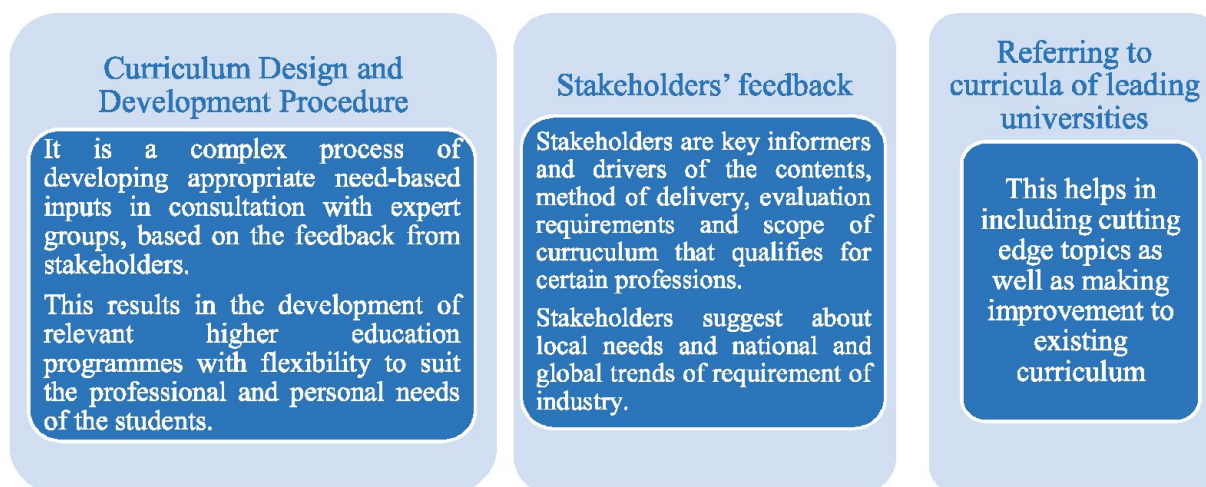 Curriculum Design and
Development Procedure
It is a complex process of
developing appropriate need-based
inputs in consultation with expert
groups, based on the feedback from
stakeholders.
This results in the development of
relevant higher education
programmes with flexibility to suit
the professional and personal needs
of the students.
Stakeholders’ feedback
Stakeholders are key informers
and drivers of the contents,
method of delivery, evaluation
requirements and scope of
curruculum that qualifies for
certain professions.
Stakeholders suggest about
local needs and national and
global trends of requirement of
industry.
Referring to
curricula of leading
universities
This helps in
including cutting
edge topics as
well as making
improvement to
existing
curriculum